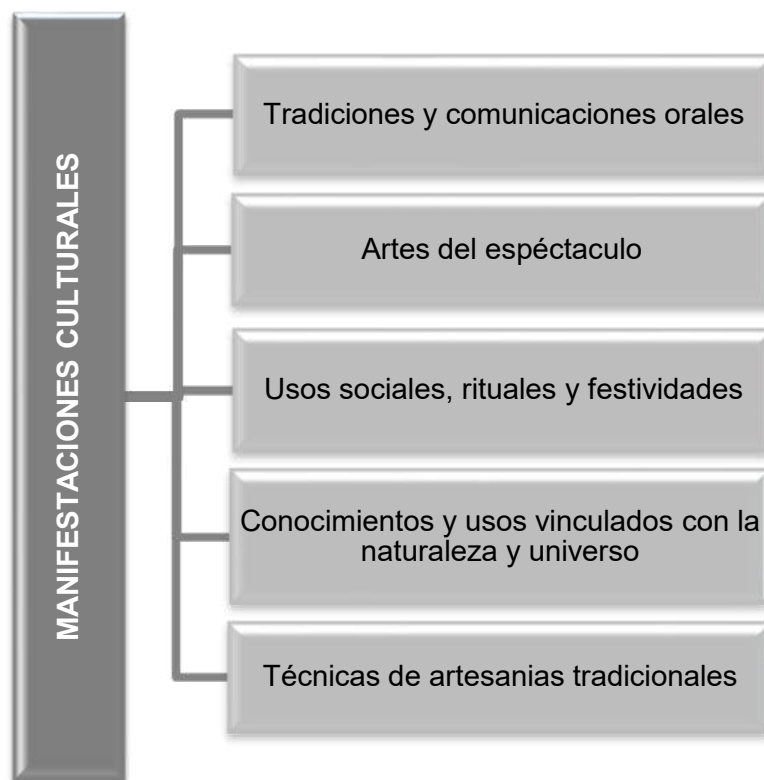 MANIFESTACIONES CULTURALES
Tradiciones y comunicaciones orales
Artes del espéctaculo
Usos sociales, rituales y festividades
Conocimientos y usos vinculados con la
naturaleza y universo
Técnicas de artesanias tradicionales